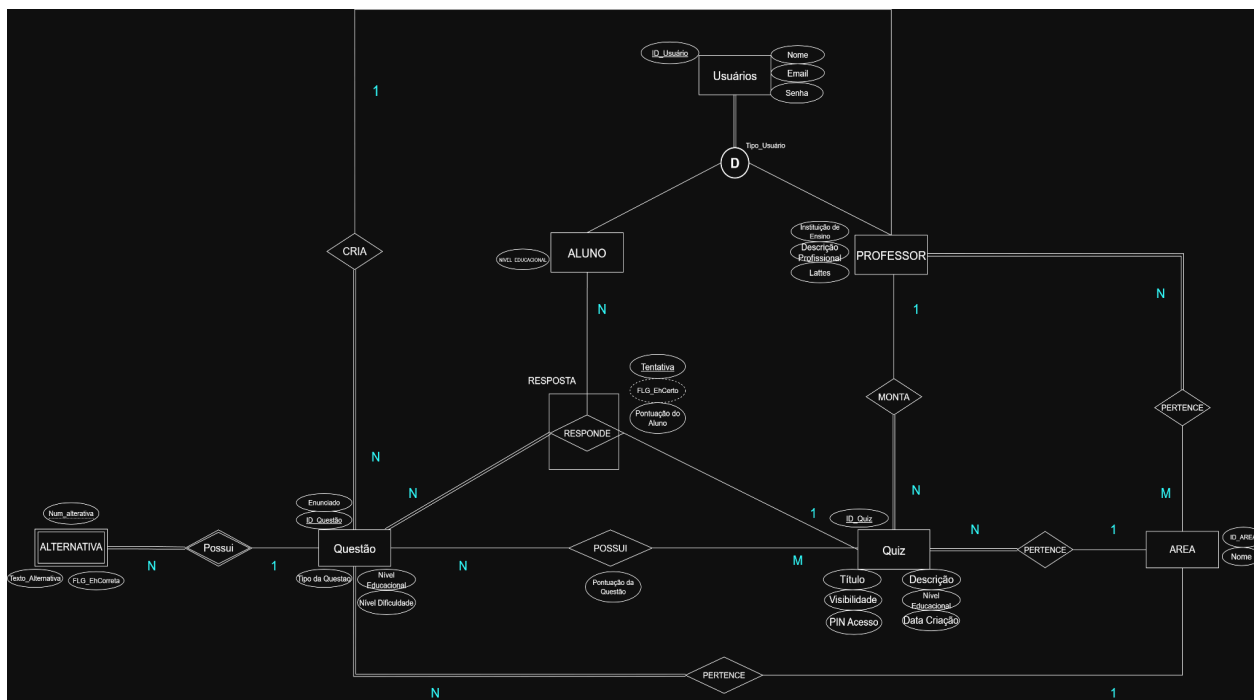 ID_Usuário
Usuários
Nome
Email
Senha
1
Tipo_Usuário
D
CRIA
NIVEL EDUCACIONAL
ALUNO
Instituição de
Ensino
Descrição
Profissional
Lattes
PROFESSOR
N
N
1
RESPOSTA
Tentativa
FLG_EhCerto
Pontuação do
Aluno
RESPONDE
MONTA
PERTENCE
N
N
N
M
Num_alterativa
ALTERNATIVA
Texto_Alternativa
FLG_EhCorreta
N
Possui
1
Enunciado
ID_Questão
Questão
Tipo da Questao
Nível
Educacional
Nível Dificuldade
N
POSSUI
Pontuação da
Questão
M
1
ID_Quiz
Quiz
Título
Visibilidade
PIN Acesso
Descrição
Nível
Educacional
Data Criação
N
PERTENCE
1
AREA
ID_AREA
Nome
N
PERTENCE
1